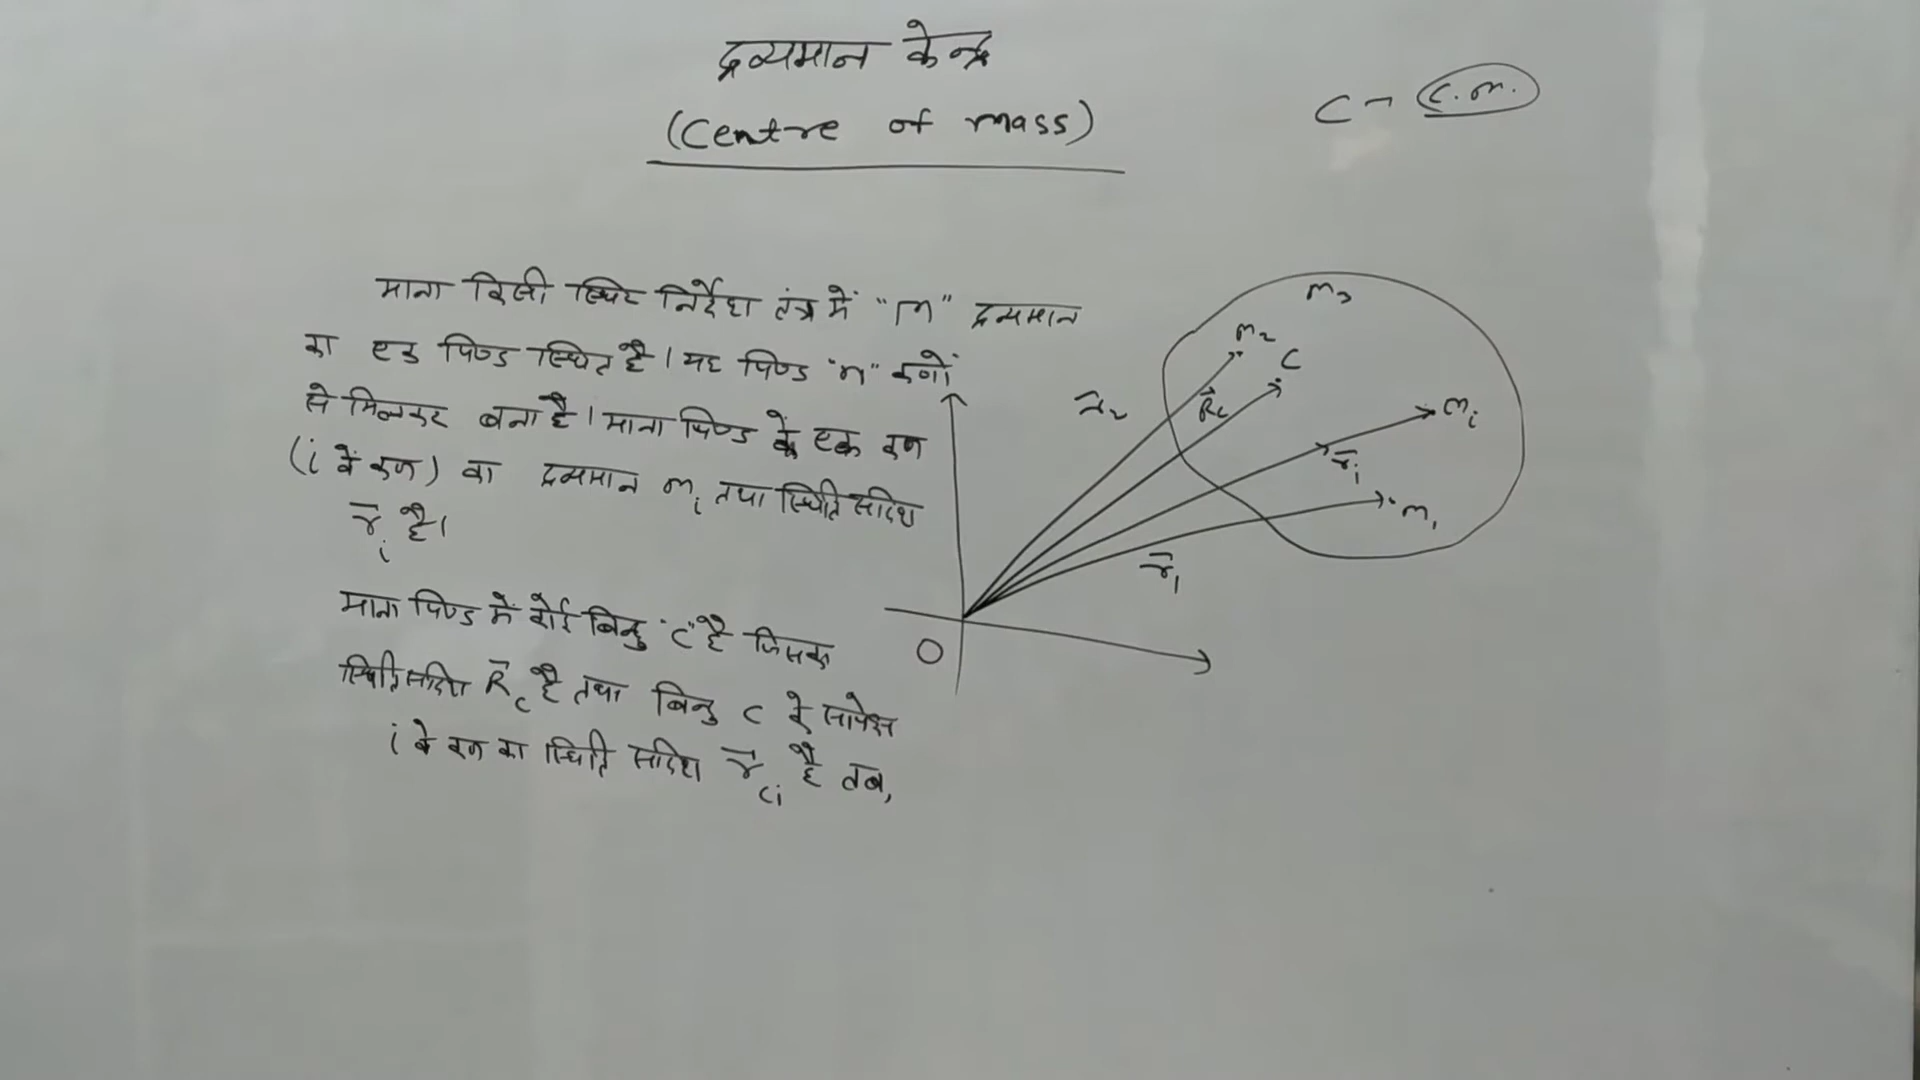 द्रव्यमान केन्द्र
(Centre of mass)
C → C.m.
माना किसी स्थिर निर्देश तंत्र में "M" द्रव्यमान
का एक पिण्ड स्थित है। यह पिण्ड "n" कणों
से मिलकर बना है। माना पिण्ड के एक कण
(i वें कण) का द्रव्यमान mᵢ तथा स्थिति सदिश
r⃗ᵢ है।
माना पिण्ड में कोई बिन्दु "C" है जिसका
स्थिति सदिश R⃗c है तथा बिन्दु C के सापेक्ष
i वें कण का स्थिति सदिश r⃗ci है तब,
m₃
m₂
C
r⃗₂
R⃗c
mᵢ
r⃗ᵢ
m₁
r⃗₁
O